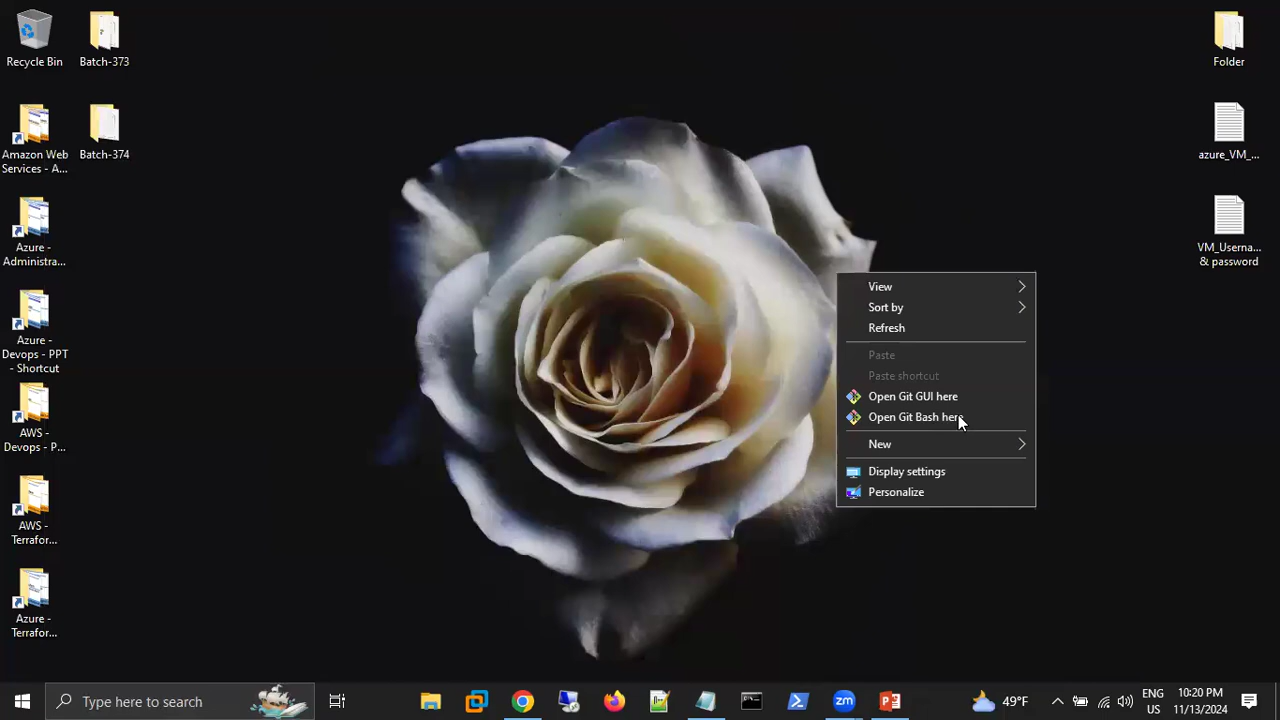 Recycle Bin
Batch-373
Amazon Web
Services - A...
Batch-374
Azure -
Administra...
Azure -
Devops - PPT
- Shortcut
AWS -
Devops - PP...
AWS -
Terrafor...
Azure -
Terrafor...
Folder
azure_VM_...
VM_Userna...
& password
View
Sort by
Refresh
Paste
Paste shortcut
Open Git GUI here
Open Git Bash here
New
Display settings
Personalize
Type here to search
zm
49°F
ENG
US
10:20 PM
11/13/2024